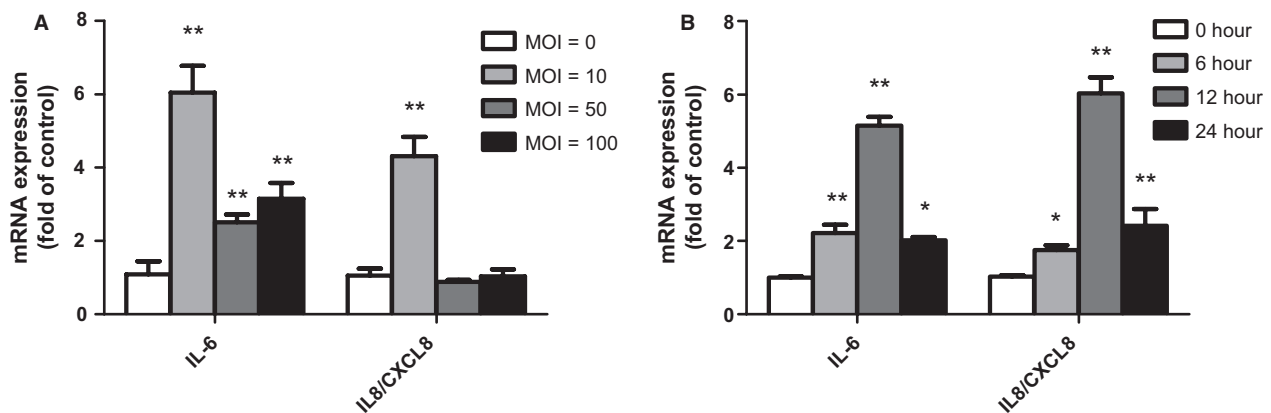 A
mRNA expression
(fold of control)
8
6
4
2
0
**
**
**
**
MOI = 0
MOI = 10
MOI = 50
MOI = 100
IL-6
IL8/CXCL8
B
mRNA expression
(fold of control)
8
6
4
2
0
**
**
*
*
**
**
0 hour
6 hour
12 hour
24 hour
IL-6
IL8/CXCL8